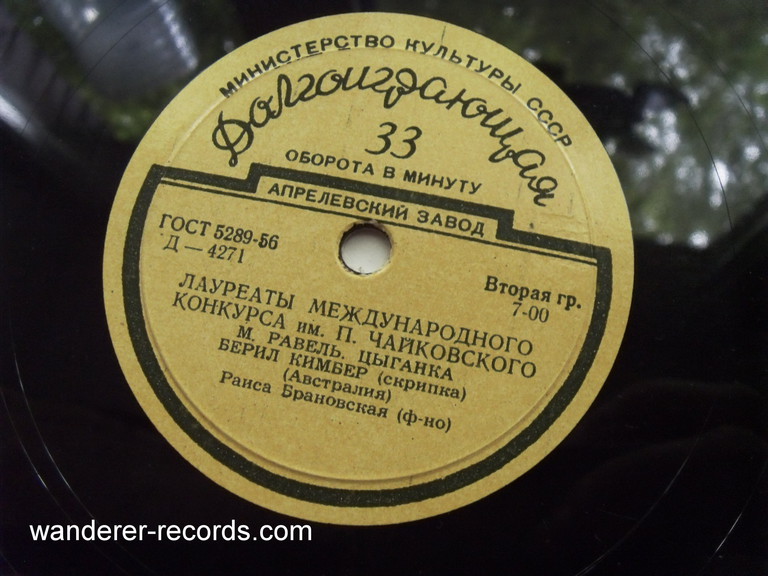 МИНИСТЕРСТВО КУЛЬТУРЫ СССР
Долгоиграющая
33
ОБОРОТА В МИНУТУ
АПРЕЛЕВСКИЙ ЗАВОД
ГОСТ 5289-56
Д — 4271
Вторая гр.
7-00
ЛАУРЕАТЫ МЕЖДУНАРОДНОГО
КОНКУРСА им. П. ЧАЙКОВСКОГО
М. РАВЕЛЬ. ЦЫГАНКА
БЕРИЛ КИМБЕР (скрипка)
(Австралия)
Раиса Брановская (ф-но)
wanderer-records.com